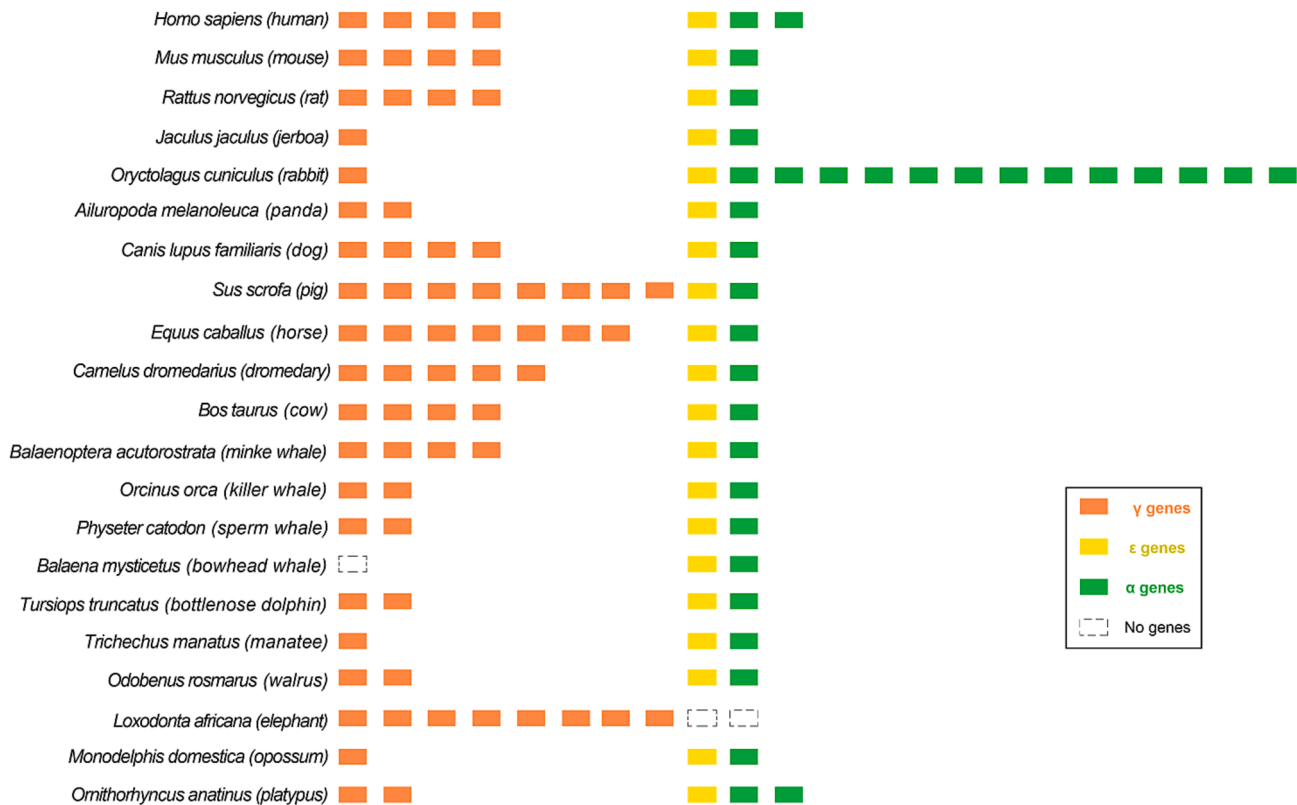 Homo sapiens (human)
Mus musculus (mouse)
Rattus norvegicus (rat)
Jaculus jaculus (jerboa)
Oryctolagus cuniculus (rabbit)
Ailuropoda melanoleuca (panda)
Canis lupus familiaris (dog)
Sus scrofa (pig)
Equus caballus (horse)
Camelus dromedarius (dromedary)
Bos taurus (cow)
Balaenoptera acutorostrata (minke whale)
Orcinus orca (killer whale)
Physeter catodon (sperm whale)
Balaena mysticetus (bowhead whale)
Tursiops truncatus (bottlenose dolphin)
Trichechus manatus (manatee)
Odobenus rosmarus (walrus)
Loxodonta africana (elephant)
Monodelphis domestica (opossum)
Ornithorhyncus anatinus (platypus)
γ genes
ε genes
α genes
No genes